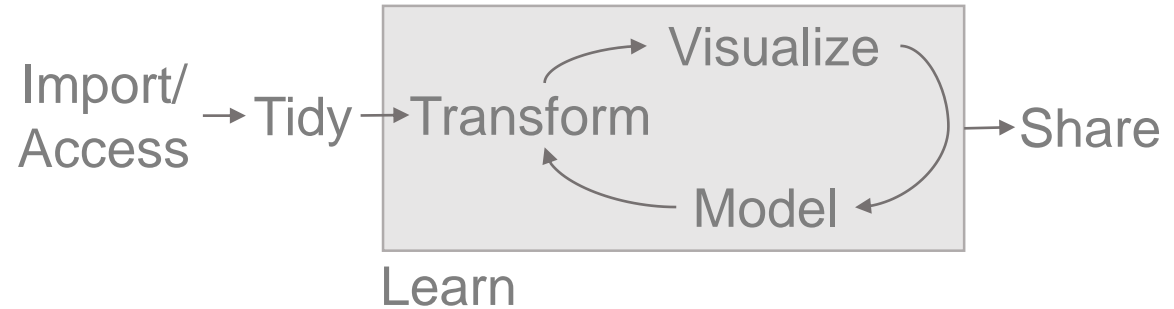 Import/
Access
Tidy
Transform
Visualize
Model
Share
Learn